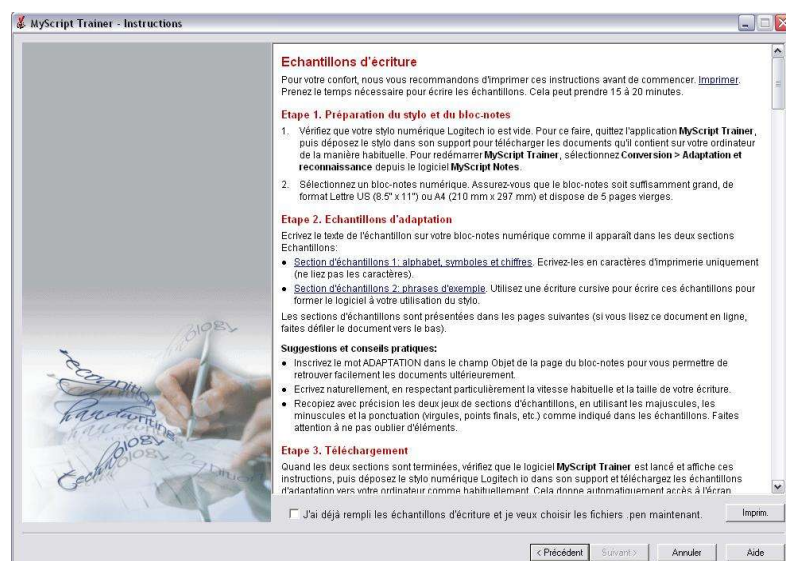 MyScript Trainer - Instructions
Echantillons d'écriture
Pour votre confort, nous vous recommandons d'imprimer ces instructions avant de commencer. Imprimer.
Prenez le temps nécessaire pour écrire les échantillons. Cela peut prendre 15 à 20 minutes.
Etape 1. Préparation du stylo et du bloc-notes
1. Vérifiez que votre stylo numérique Logitech io est vide. Pour ce faire, quittez l'application MyScript Trainer,
puis déposez le stylo dans son support pour télécharger les documents qu'il contient sur votre ordinateur
de la manière habituelle. Pour redémarrer MyScript Trainer, sélectionnez Conversion > Adaptation et
reconnaissance depuis le logiciel MyScript Notes.
2. Sélectionnez un bloc-notes numérique. Assurez-vous que le bloc-notes soit suffisamment grand, de
format Lettre US (8.5" x 11") ou A4 (210 mm x 297 mm) et dispose de 5 pages vierges.
Etape 2. Echantillons d'adaptation
Ecrivez le texte de l'échantillon sur votre bloc-notes numérique comme il apparaît dans les deux sections
Echantillons:
• Section d'échantillons 1: alphabet, symboles et chiffres. Ecrivez-les en caractères d'imprimerie uniquement
(ne liez pas les caractères).
• Section d'échantillons 2: phrases d'exemple. Utilisez une écriture cursive pour écrire ces échantillons pour
former le logiciel à votre utilisation du stylo.
Les sections d'échantillons sont présentées dans les pages suivantes (si vous lisez ce document en ligne,
faites défiler le document vers le bas).
Suggestions et conseils pratiques:
• Inscrivez le mot ADAPTATION dans le champ Objet de la page du bloc-notes pour vous permettre de
retrouver facilement les documents ultérieurement.
• Ecrivez naturellement, en respectant particulièrement la vitesse habituelle et la taille de votre écriture.
• Recopiez avec précision les deux jeux de sections d'échantillons, en utilisant les majuscules, les
minuscules et la ponctuation (virgules, points finals, etc.) comme indiqué dans les échantillons. Faites
attention à ne pas oublier d'éléments.
Etape 3. Téléchargement
Quand les deux sections sont terminées, vérifiez que le logiciel MyScript Trainer est lancé et affiche ces
instructions, puis déposez le stylo numérique Logitech io dans son support et téléchargez les échantillons
d'adaptation vers votre ordinateur comme habituellement. Cela donne automatiquement accès à l'écran
ology
recognition
handwriting
technology
J'ai déjà rempli les échantillons d'écriture et je veux choisir les fichiers .pen maintenant.
Imprim.
< Précédent
Suivant >
Annuler
Aide